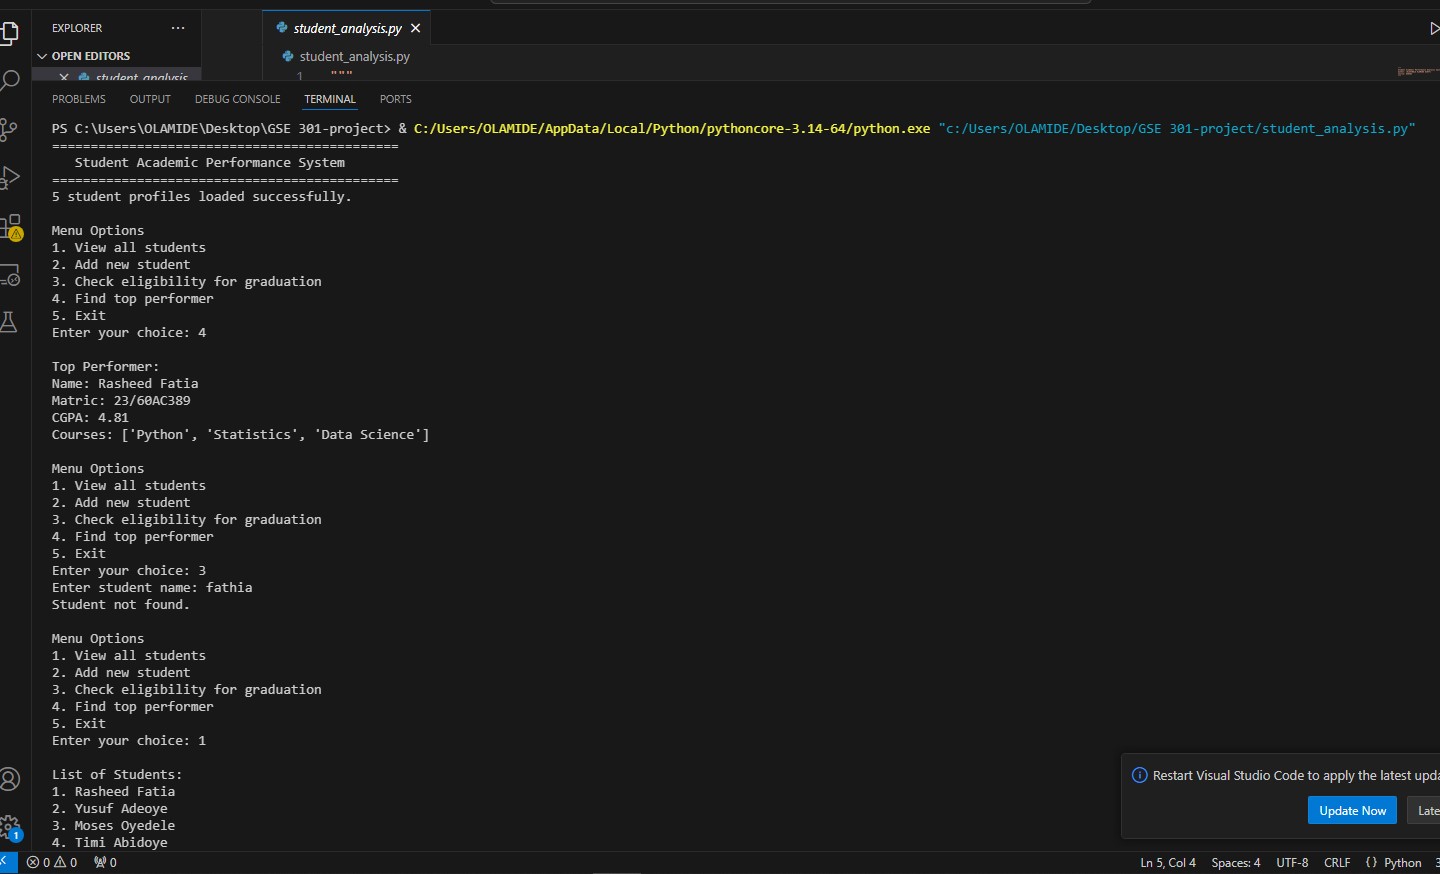 EXPLORER
student_analysis.py
OPEN EDITORS
student_analysis.py
student_analysis
1 """
PROBLEMS OUTPUT DEBUG CONSOLE TERMINAL PORTS
PS C:\Users\OLAMIDE\Desktop\GSE 301-project> & C:/Users/OLAMIDE/AppData/Local/Python/pythoncore-3.14-64/python.exe "c:/Users/OLAMIDE/Desktop/GSE 301-project/student_analysis.py"
=============================================
Student Academic Performance System
=============================================
5 student profiles loaded successfully.
Menu Options
1. View all students
2. Add new student
3. Check eligibility for graduation
4. Find top performer
5. Exit
Enter your choice: 4
Top Performer:
Name: Rasheed Fatia
Matric: 23/60AC389
CGPA: 4.81
Courses: ['Python', 'Statistics', 'Data Science']
Menu Options
1. View all students
2. Add new student
3. Check eligibility for graduation
4. Find top performer
5. Exit
Enter your choice: 3
Enter student name: fathia
Student not found.
Menu Options
1. View all students
2. Add new student
3. Check eligibility for graduation
4. Find top performer
5. Exit
Enter your choice: 1
List of Students:
1. Rasheed Fatia
2. Yusuf Adeoye
3. Moses Oyedele
4. Timi Abidoye
Restart Visual Studio Code to apply the latest upda
Update Now Late
1
0 0 0
Ln 5, Col 4 Spaces: 4 UTF-8 CRLF {} Python 3